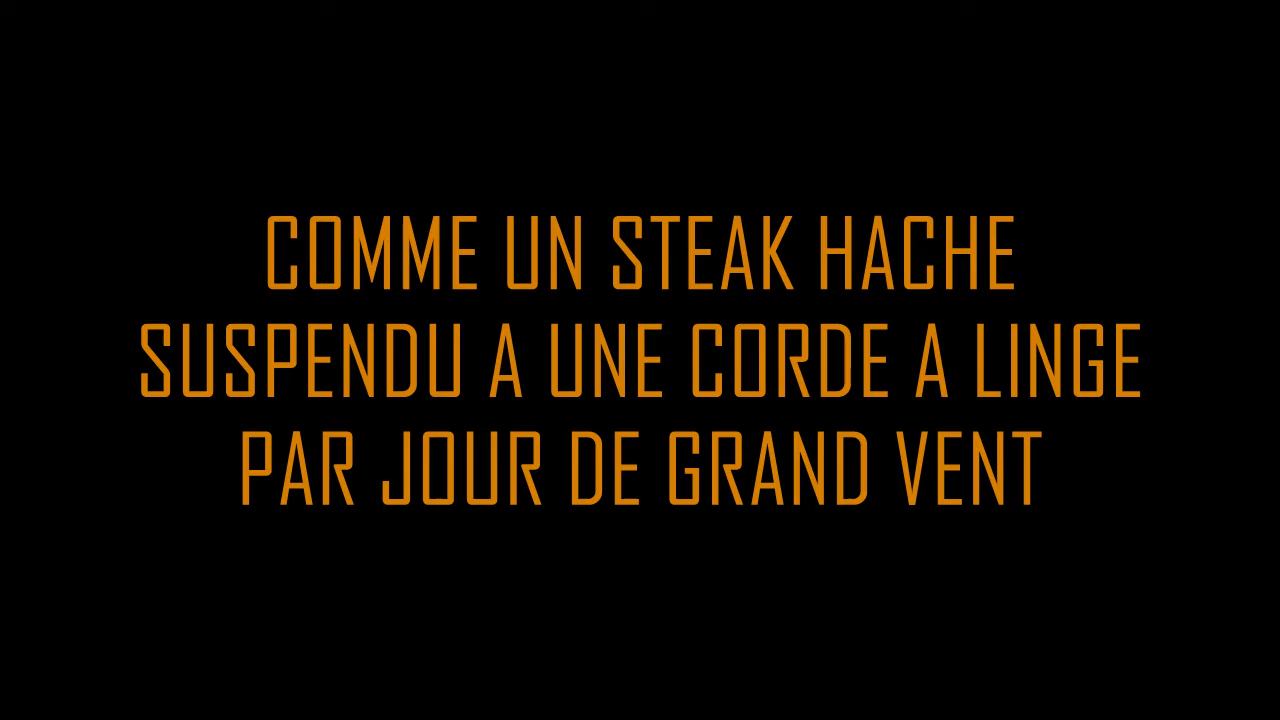 COMME UN STEAK HACHE
SUSPENDU A UNE CORDE A LINGE
PAR JOUR DE GRAND VENT